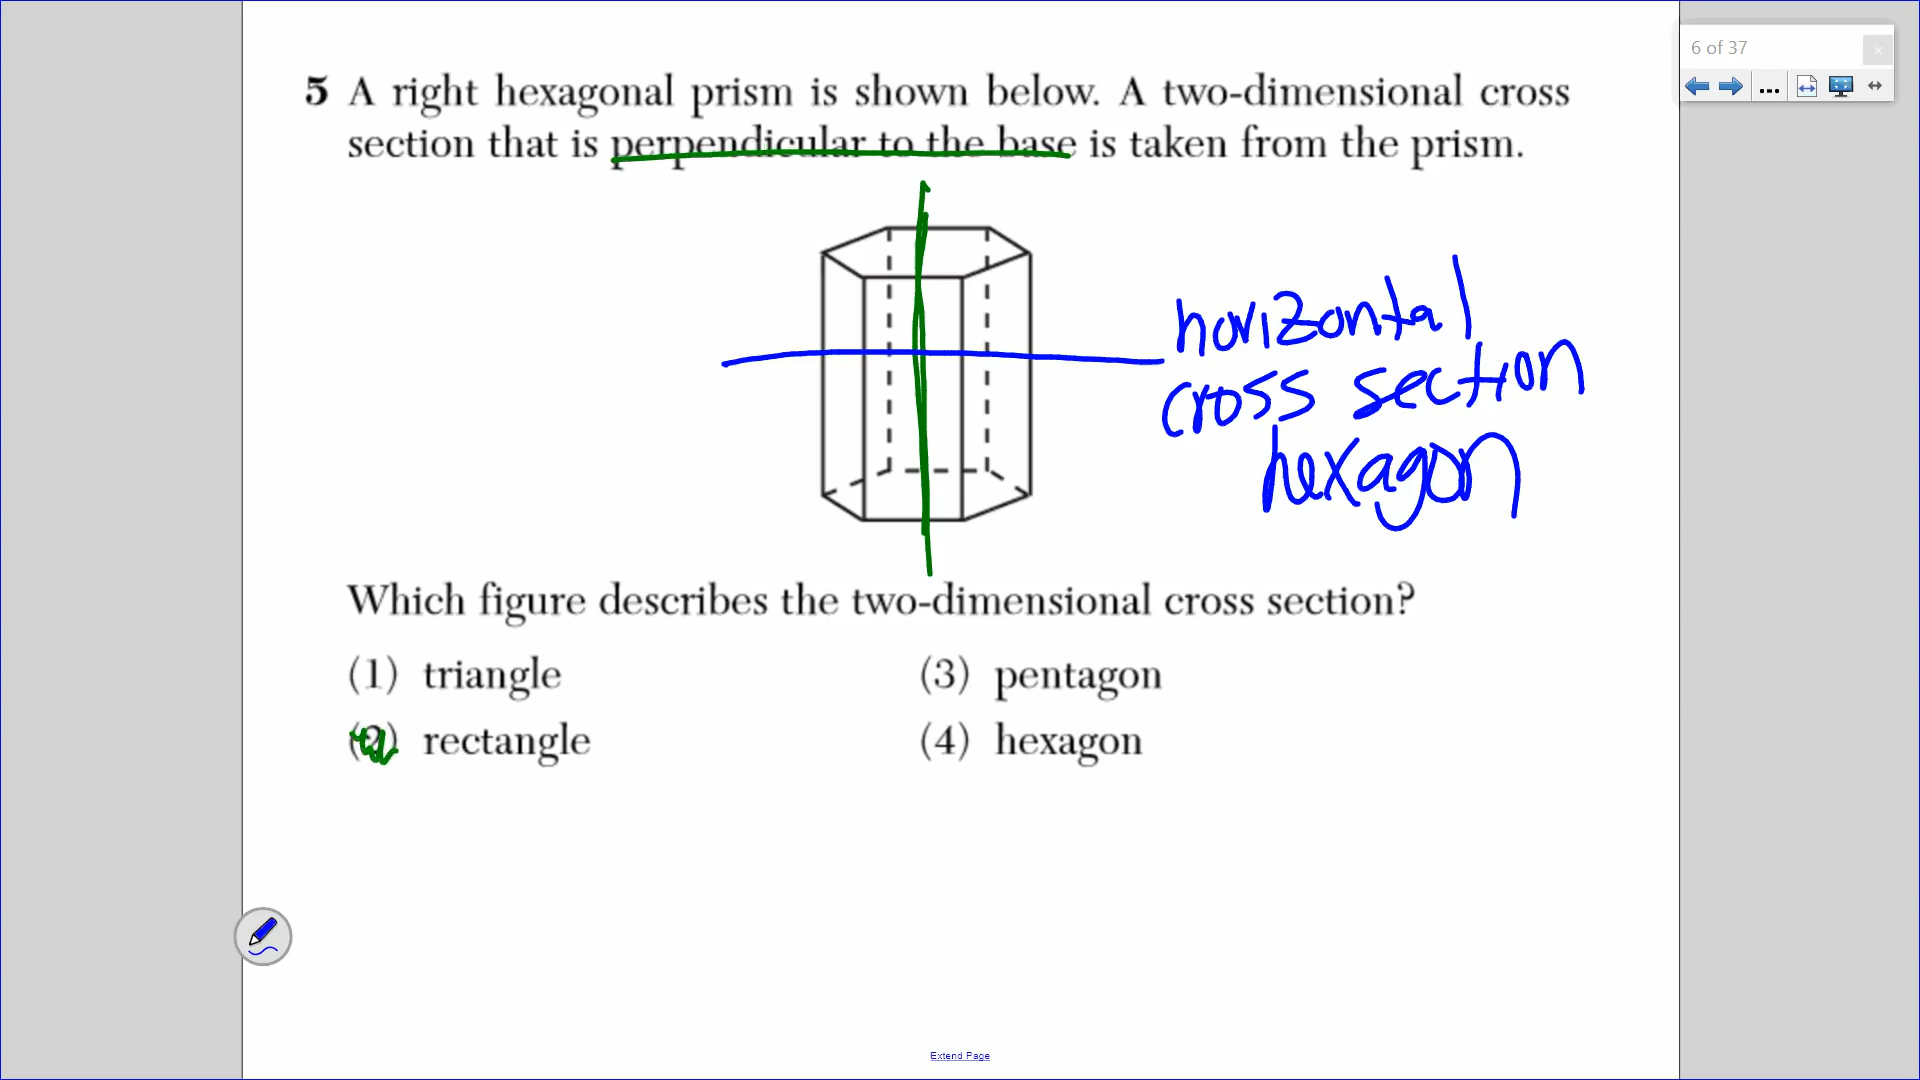 6 of 37
5 A right hexagonal prism is shown below. A two-dimensional cross
section that is perpendicular to the base is taken from the prism.
horizontal
cross section
hexagon
Which figure describes the two-dimensional cross section?
(1) triangle
(3) pentagon
(2) rectangle
(4) hexagon
Extend Page